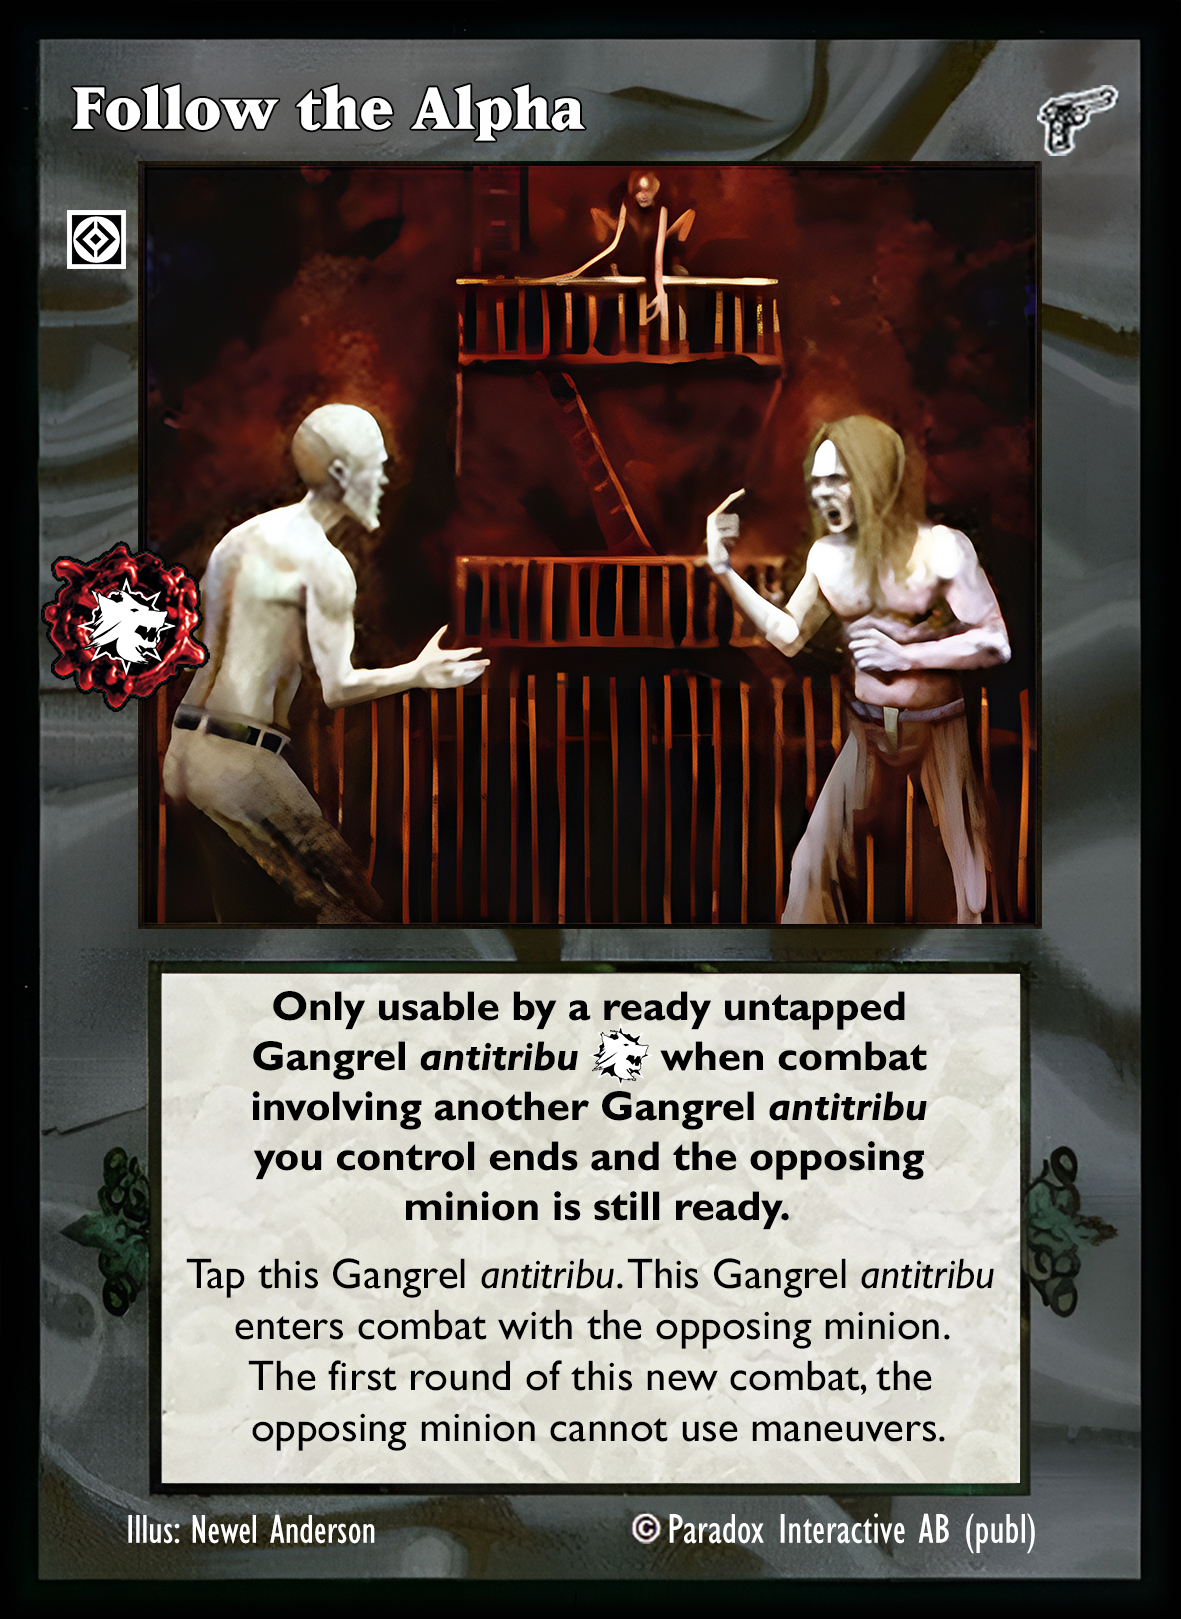 Follow the Alpha
Only usable by a ready untapped
Gangrel antitribu when combat
involving another Gangrel antitribu
you control ends and the opposing
minion is still ready.
Tap this Gangrel antitribu. This Gangrel antitribu
enters combat with the opposing minion.
The first round of this new combat, the
opposing minion cannot use maneuvers.
Illus: Newel Anderson
© Paradox Interactive AB (publ)